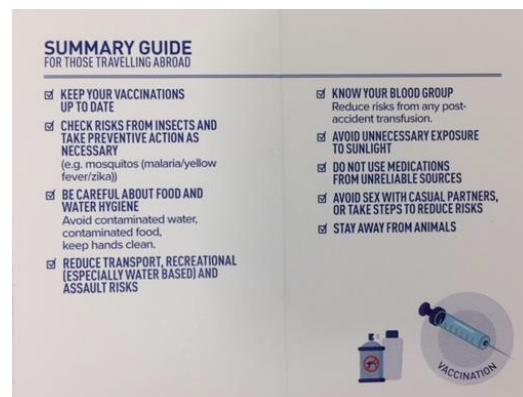 SUMMARY GUIDE
FOR THOSE TRAVELLING ABROAD
KEEP YOUR VACCINATIONS
UP TO DATE
CHECK RISKS FROM INSECTS AND
TAKE PREVENTIVE ACTION AS
NECESSARY
(e.g. mosquitos (malaria/yellow
fever/zika))
BE CAREFUL ABOUT FOOD AND
WATER HYGIENE
Avoid contaminated water,
contaminated food,
keep hands clean.
REDUCE TRANSPORT, RECREATIONAL
(ESPECIALLY WATER BASED) AND
ASSAULT RISKS
KNOW YOUR BLOOD GROUP
Reduce risks from any post-
accident transfusion.
AVOID UNNECESSARY EXPOSURE
TO SUNLIGHT
DO NOT USE MEDICATIONS
FROM UNRELIABLE SOURCES
AVOID SEX WITH CASUAL PARTNERS,
OR TAKE STEPS TO REDUCE RISKS
STAY AWAY FROM ANIMALS
VACCINATION